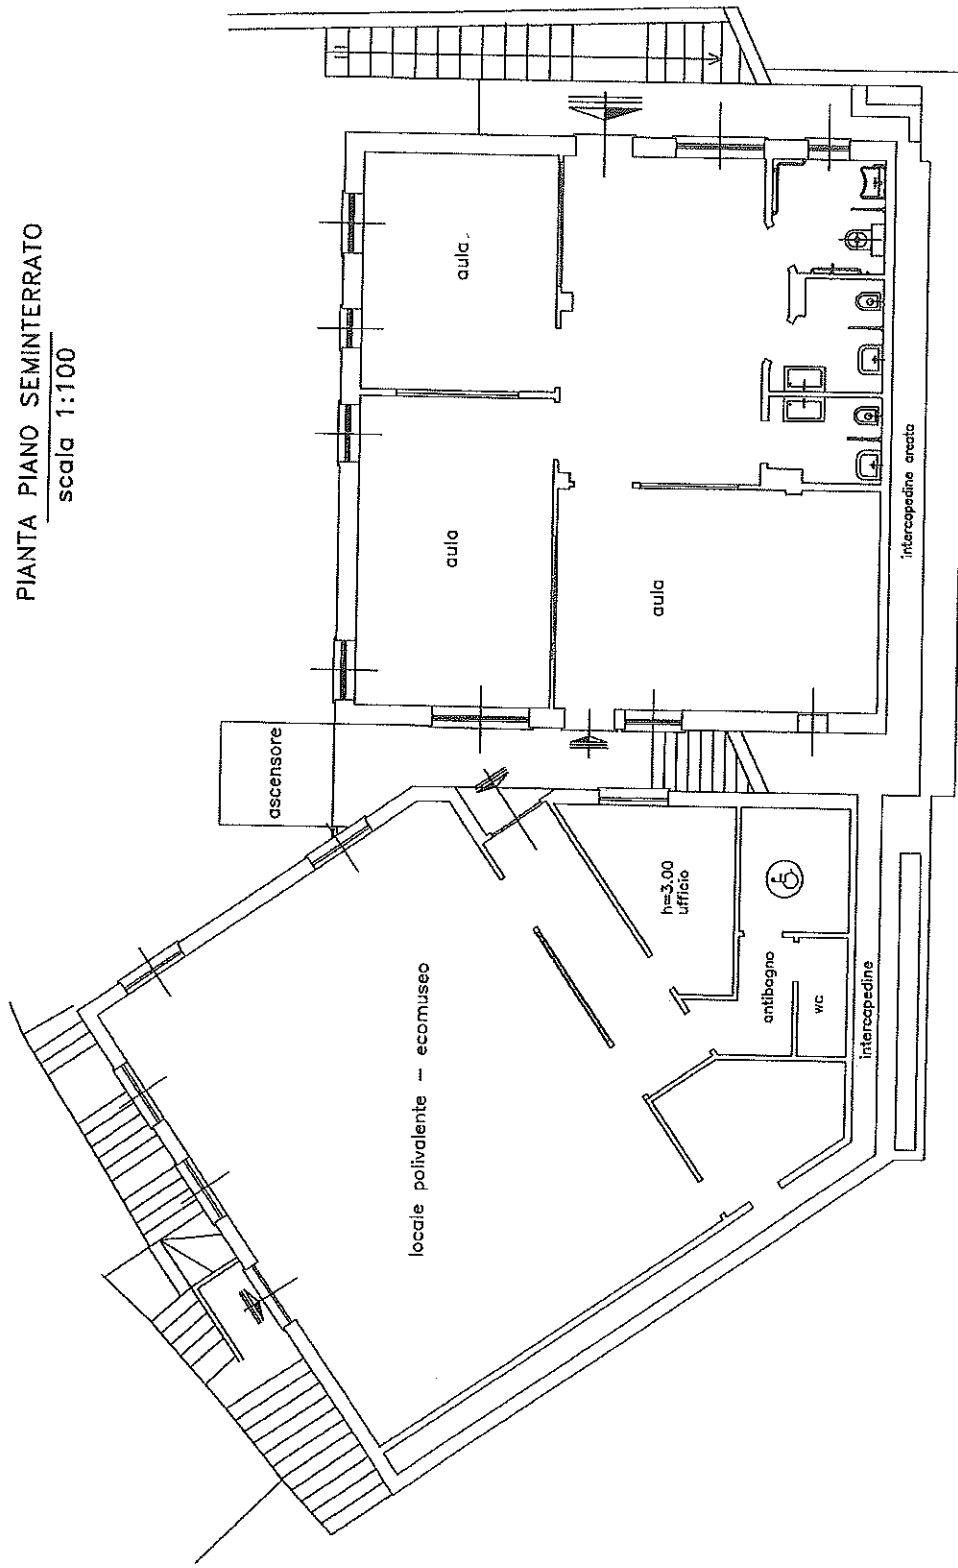 PIANTA PIANO SEMINTERRATO
scala 1:100
aula
aula
aula
ascensore
h=3.00
ufficio
antibagno
wc
intercapedine
intercapedine areata
locale polivalente – ecomuseo